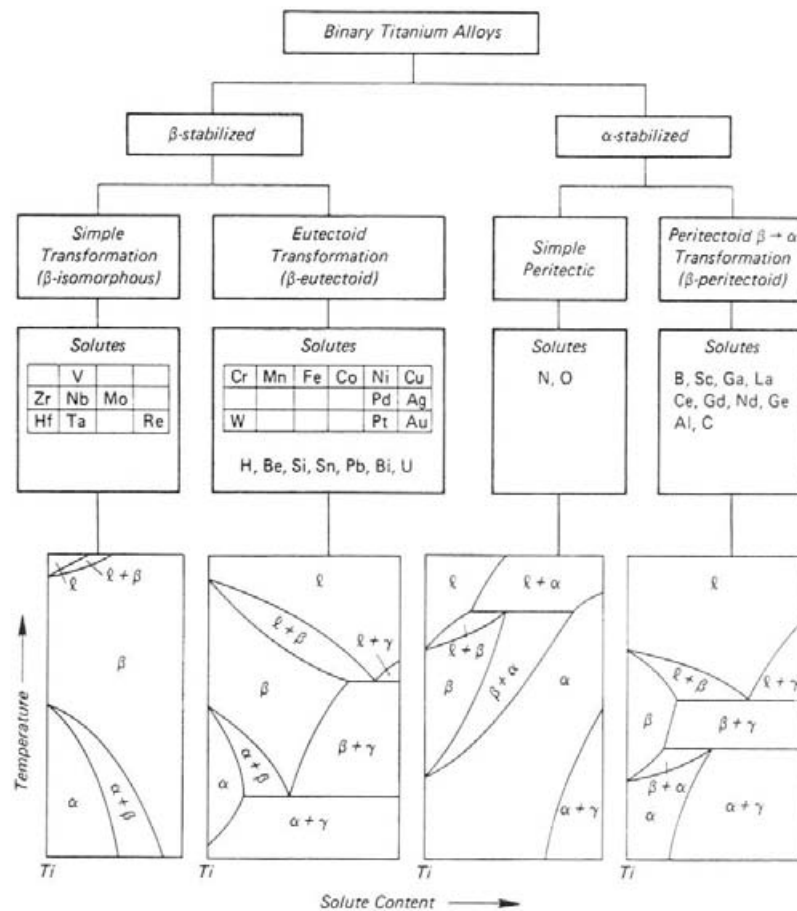 Binary Titanium Alloys
β-stabilized
α-stabilized
Simple
Transformation
(β-isomorphous)
Eutectoid
Transformation
(β-eutectoid)
Simple
Peritectic
Peritectoid β → α
Transformation
(β-peritectoid)
Solutes
V
Zr Nb Mo
Hf Ta Re
Solutes
Cr Mn Fe Co Ni Cu
Pd Ag
W Pt Au
H, Be, Si, Sn, Pb, Bi, U
Solutes
N, O
Solutes
B, Sc, Ga, La
Ce, Gd, Nd, Ge
Al, C
Temperature
ℓ
ℓ + β
β
α
α + β
Ti
ℓ
ℓ + β
ℓ + γ
β
α + β
β + γ
α
α + γ
Ti
ℓ
ℓ + α
ℓ + β
β
β + α
α
α + γ
Ti
ℓ
ℓ + β
ℓ + γ
β
β + γ
β + α
α
α + γ
Ti
Solute Content